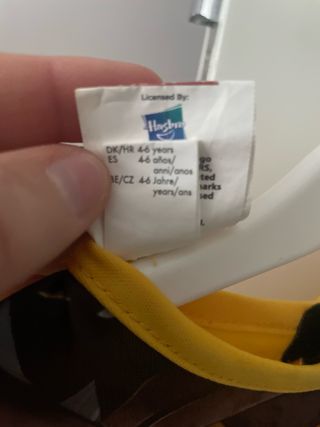 Licensed By:
Hasbro
DK/HR 4-6 years
ES 4-6 años/
anni/anos
BE/CZ 4-6 Jahre/
years/ans